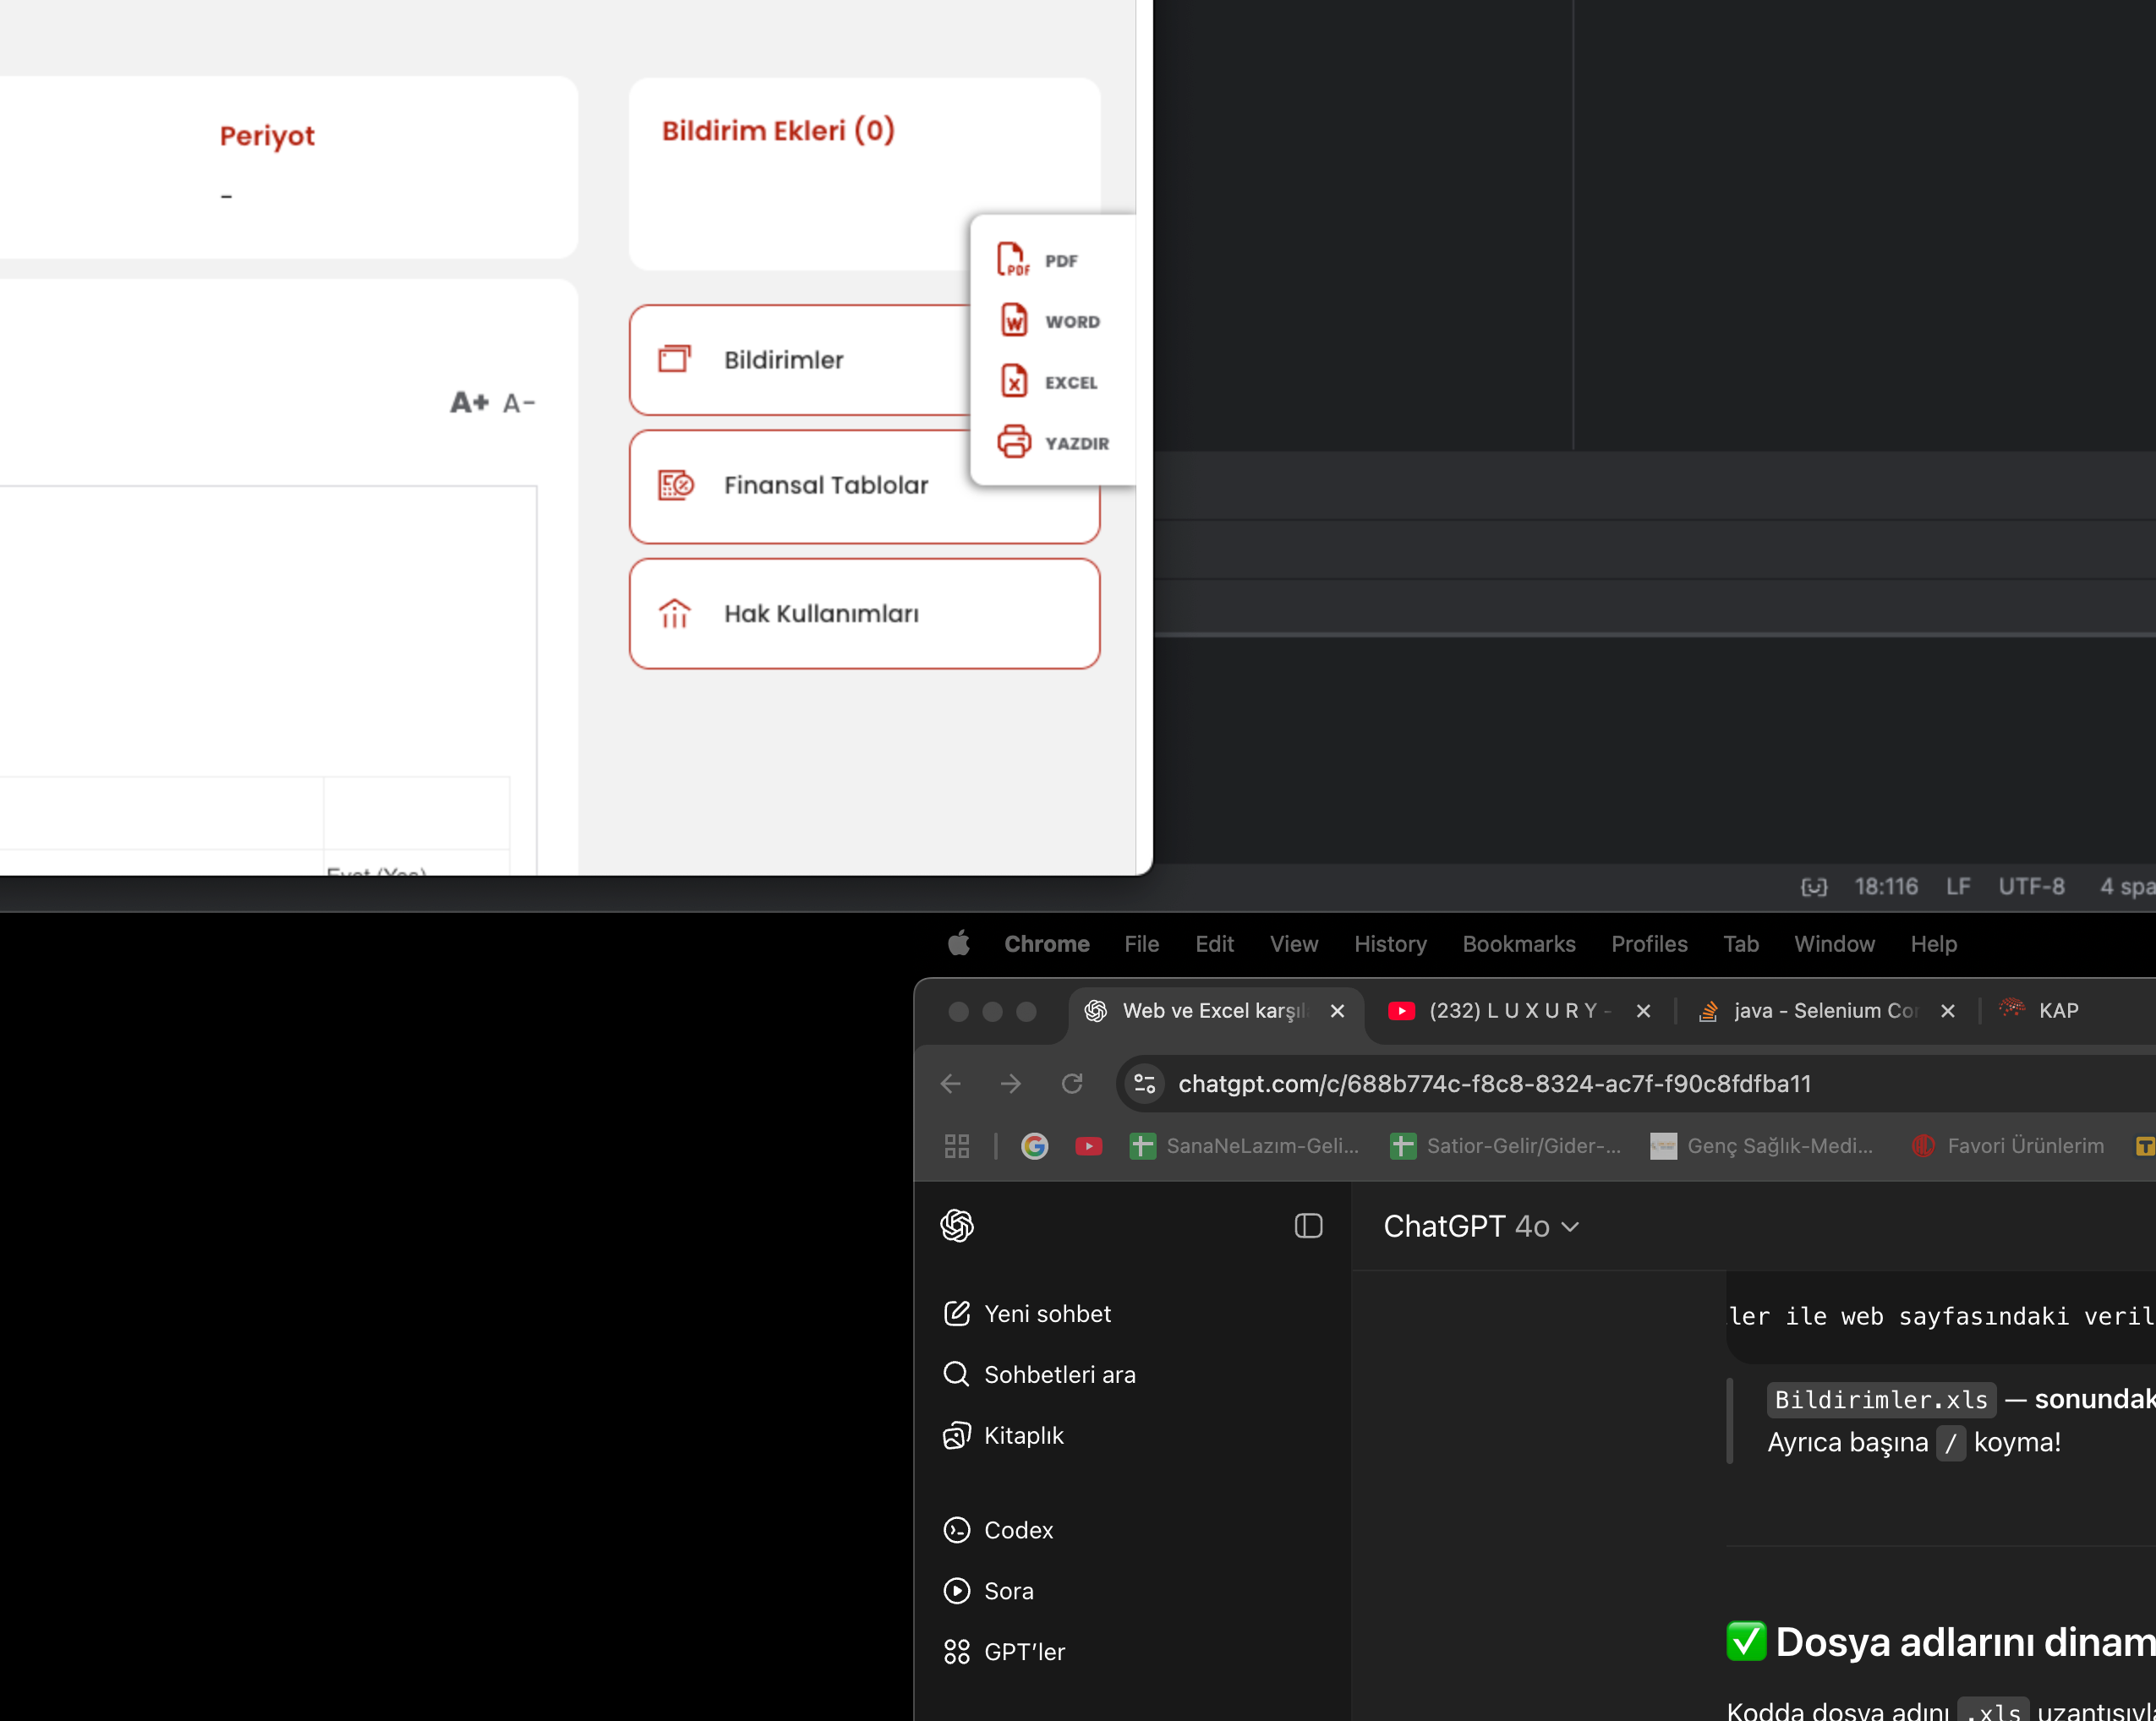 Periyot
-
Bildirim Ekleri (0)
PDF
WORD
EXCEL
YAZDIR
Bildirimler
A+ A-
Finansal Tablolar
Hak Kullanımları
Evet (Yes)
18:116 LF UTF-8 4 spa
Chrome File Edit View History Bookmarks Profiles Tab Window Help
Web ve Excel karşıl
(232) L U X U R Y -
java - Selenium Cor
KAP
chatgpt.com/c/688b774c-f8c8-8324-ac7f-f90c8fdfba11
SanaNeLazım-Geli...
Satior-Gelir/Gider-...
Genç Sağlık-Medi...
Favori Ürünlerim
ChatGPT 4o
Yeni sohbet
Sohbetleri ara
Kitaplık
Codex
Sora
GPT'ler
ler ile web sayfasındaki veril
Bildirimler.xls — sonundak
Ayrıca başına / koyma!
✅ Dosya adlarını dinam
Kodda dosya adını .xls uzantısıyl